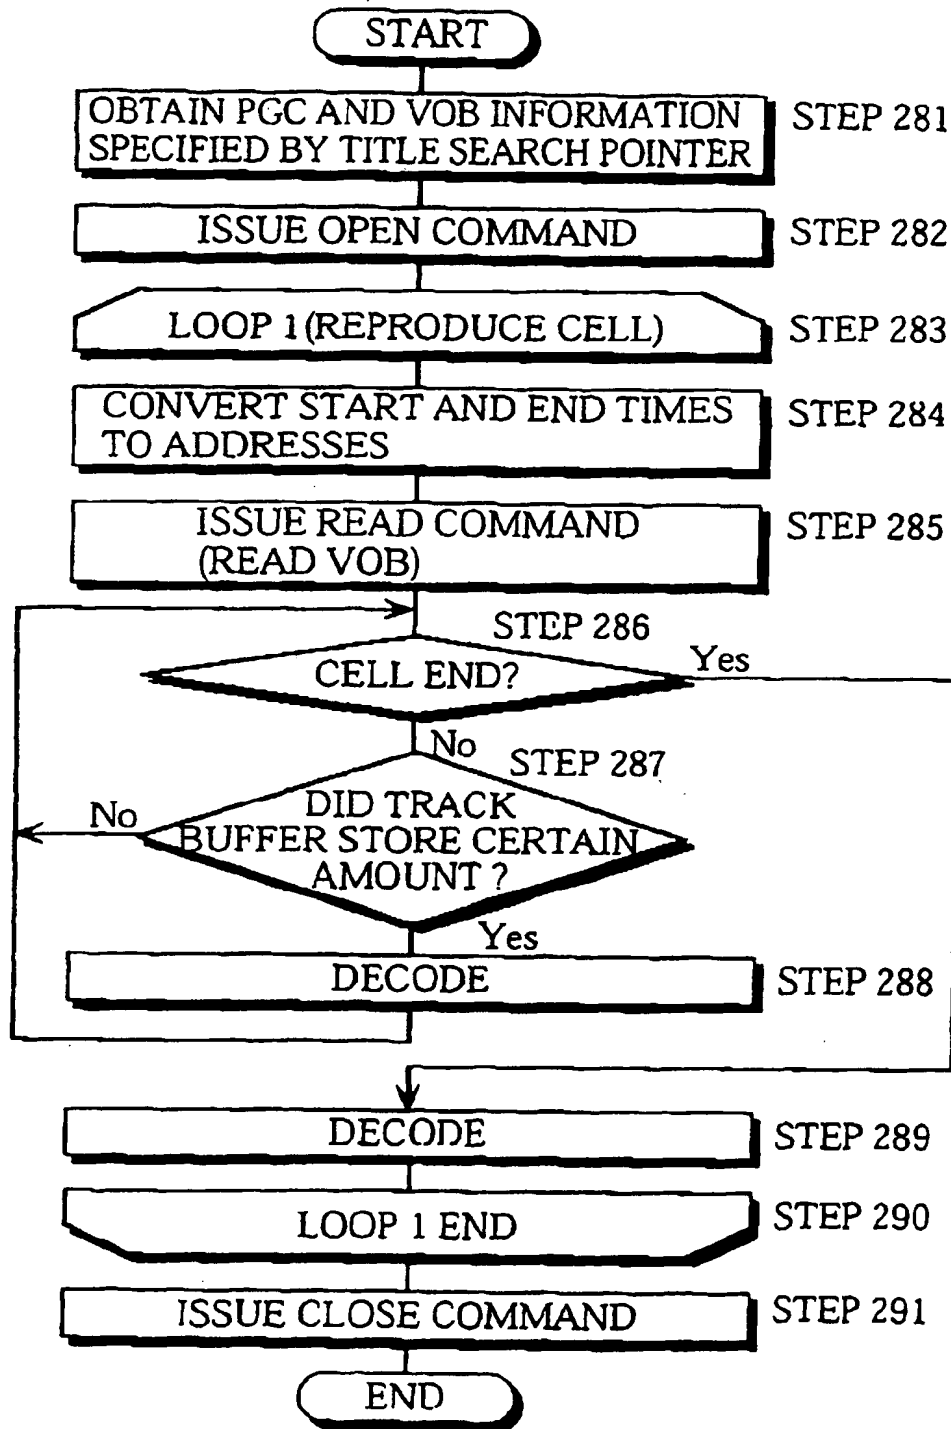 START
OBTAIN PGC AND VOB INFORMATION
SPECIFIED BY TITLE SEARCH POINTER
STEP 281
ISSUE OPEN COMMAND
STEP 282
LOOP 1 (REPRODUCE CELL)
STEP 283
CONVERT START AND END TIMES
TO ADDRESSES
STEP 284
ISSUE READ COMMAND
(READ VOB)
STEP 285
STEP 286
CELL END?
Yes
No
STEP 287
DID TRACK
BUFFER STORE CERTAIN
AMOUNT ?
No
Yes
DECODE
STEP 288
DECODE
STEP 289
LOOP 1 END
STEP 290
ISSUE CLOSE COMMAND
STEP 291
END